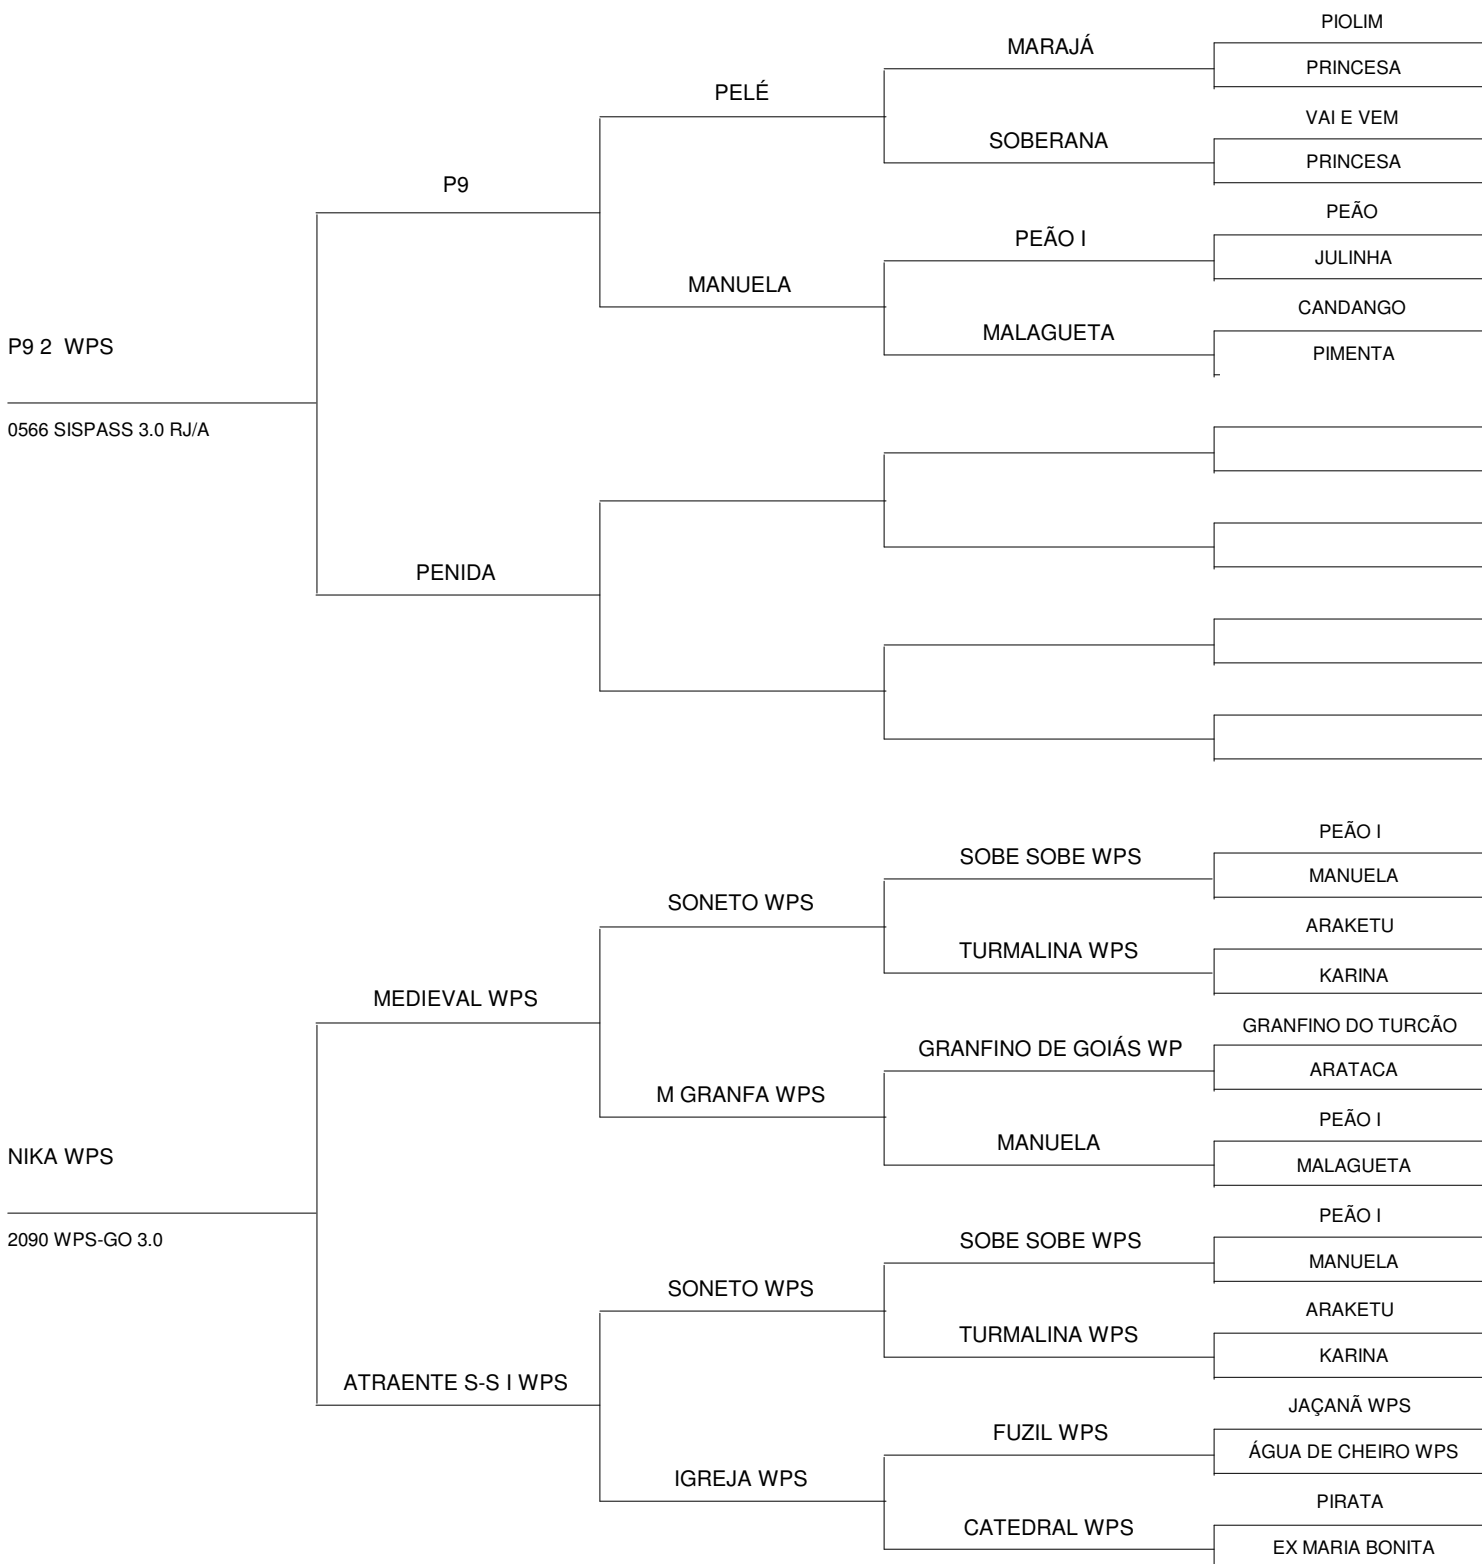 PIOLIM
MARAJÁ
PRINCESA
PELÉ
VAI E VEM
SOBERANA
PRINCESA
P9
PEÃO
PEÃO I
JULINHA
MANUELA
CANDANGO
MALAGUETA
P9 2 WPS
PIMENTA
0566 SISPASS 3.0 RJ/A
PENIDA
PEÃO I
SOBE SOBE WPS
MANUELA
SONETO WPS
ARAKETU
TURMALINA WPS
KARINA
MEDIEVAL WPS
GRANFINO DO TURCÃO
GRANFINO DE GOIÁS WP
ARATACA
M GRANFA WPS
PEÃO I
MANUELA
NIKA WPS
MALAGUETA
PEÃO I
2090 WPS-GO 3.0
SOBE SOBE WPS
MANUELA
SONETO WPS
ARAKETU
TURMALINA WPS
KARINA
ATRAENTE S-S I WPS
JAÇANÃ WPS
FUZIL WPS
ÁGUA DE CHEIRO WPS
IGREJA WPS
PIRATA
CATEDRAL WPS
EX MARIA BONITA